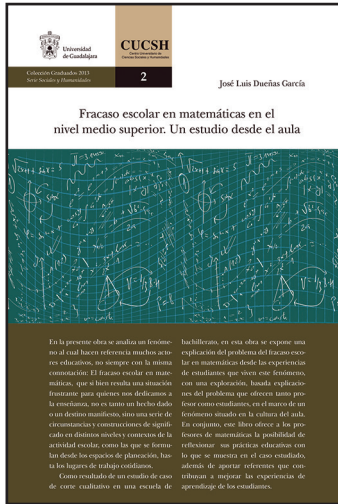 Universidad
de Guadalajara
CUCSH
Centro Universitario de
Ciencias Sociales y Humanidades
Colección Graduados 2013
Serie Sociales y Humanidades
2
José Luis Dueñas García
Fracaso escolar en matemáticas en el
nivel medio superior. Un estudio desde el aula
En la presente obra se analiza un fenóme-
no al cual hacen referencia muchos acto-
res educativos, no siempre con la misma
connotación: El fracaso escolar en mate-
máticas, que si bien resulta una situación
frustrante para quienes nos dedicamos a
la enseñanza, no es tanto un hecho dado
o un destino manifiesto, sino una serie de
circunstancias y construcciones de signifi-
cado en distintos niveles y contextos de la
actividad escolar, como las que se formu-
lan desde los espacios de planeación, has-
ta los lugares de trabajo cotidianos.
Como resultado de un estudio de caso
de corte cualitativo en una escuela de
bachillerato, en esta obra se expone una
explicación del problema del fracaso esco-
lar en matemáticas desde las experiencias
de estudiantes que viven este fenómeno,
con una exploración, basada explicacio-
nes del problema que ofrecen tanto pro-
fesor como estudiantes, en el marco de un
fenómeno situado en la cultura del aula.
En conjunto, este libro ofrece a los pro-
fesores de matemáticas la posibilidad de
reflexionar sus prácticas educativas con
lo que se muestra en el caso estudiado,
además de aportar referentes que con-
tribuyan a mejorar las experiencias de
aprendizaje de los estudiantes.